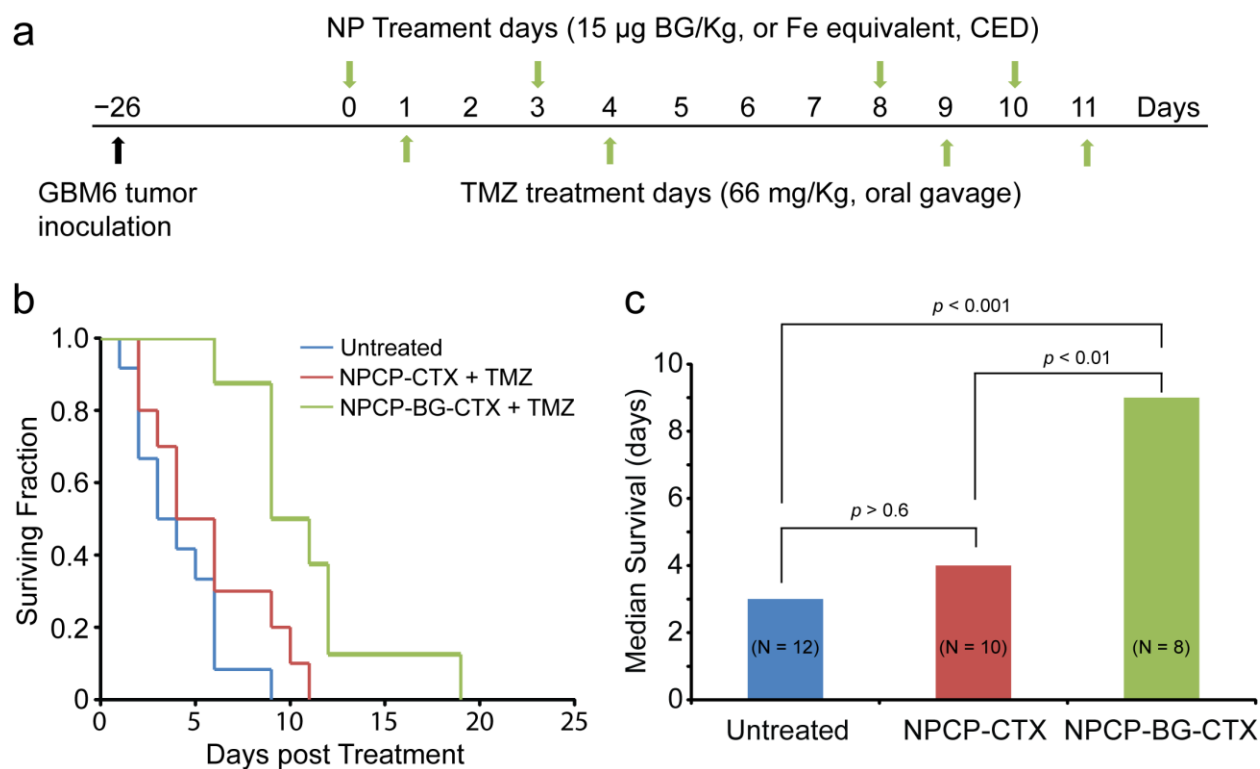 a
NP Treament days (15 µg BG/Kg, or Fe equivalent, CED)
−26 0 1 2 3 4 5 6 7 8 9 10 11 Days
GBM6 tumor
inoculation
TMZ treatment days (66 mg/Kg, oral gavage)
b
1.0
0.8
0.6
0.4
0.2
0
Suriving Fraction
Untreated
NPCP-CTX + TMZ
NPCP-BG-CTX + TMZ
0 5 10 15 20 25
Days post Treatment
c
p < 0.001
p < 0.01
p > 0.6
10
8
6
4
2
0
Median Survival (days)
(N = 12) (N = 10) (N = 8)
Untreated NPCP-CTX NPCP-BG-CTX